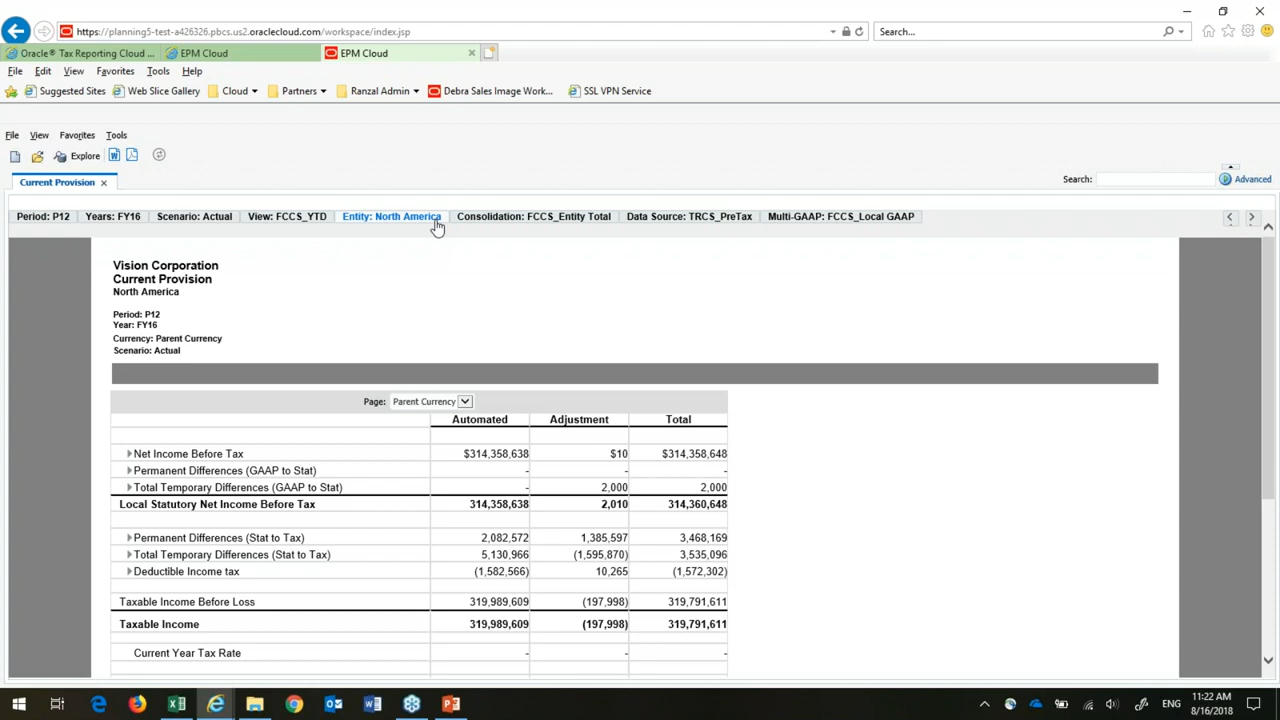 https://planning5-test-a426326.pbcs.us2.oraclecloud.com/workspace/index.jsp
Search...
Oracle® Tax Reporting Cloud ...
EPM Cloud
EPM Cloud
File Edit View Favorites Tools Help
Suggested Sites Web Slice Gallery Cloud Partners Ranzal Admin Debra Sales Image Work... SSL VPN Service
File View Favorites Tools
Explore
Current Provision
Search: Advanced
Period: P12 Years: FY16 Scenario: Actual View: FCCS_YTD Entity: North America Consolidation: FCCS_Entity Total Data Source: TRCS_PreTax Multi-GAAP: FCCS_Local GAAP
Vision Corporation
Current Provision
North America
Period: P12
Year: FY16
Currency: Parent Currency
Scenario: Actual
Page: Parent Currency
Automated Adjustment Total
Net Income Before Tax $314,358,638 $10 $314,358,648
Permanent Differences (GAAP to Stat) - - -
Total Temporary Differences (GAAP to Stat) - 2,000 2,000
Local Statutory Net Income Before Tax 314,358,638 2,010 314,360,648
Permanent Differences (Stat to Tax) 2,082,572 1,385,597 3,468,169
Total Temporary Differences (Stat to Tax) 5,130,966 (1,595,870) 3,535,096
Deductible Income tax (1,582,566) 10,265 (1,572,302)
Taxable Income Before Loss 319,989,609 (197,998) 319,791,611
Taxable Income 319,989,609 (197,998) 319,791,611
Current Year Tax Rate - - -
ENG
11:22 AM
8/16/2018